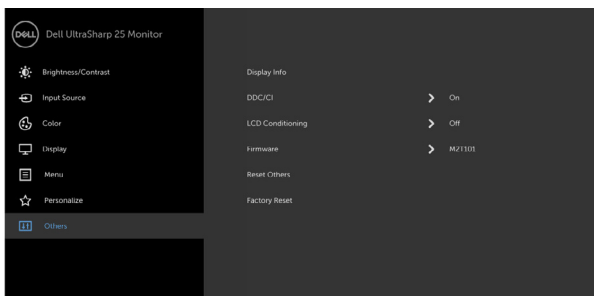 DELL Dell UltraSharp 25 Monitor
Brightness/Contrast Display Info
Input Source DDC/CI On
Color LCD Conditioning Off
Display Firmware M2T101
Menu Reset Others
Personalize Factory Reset
Others